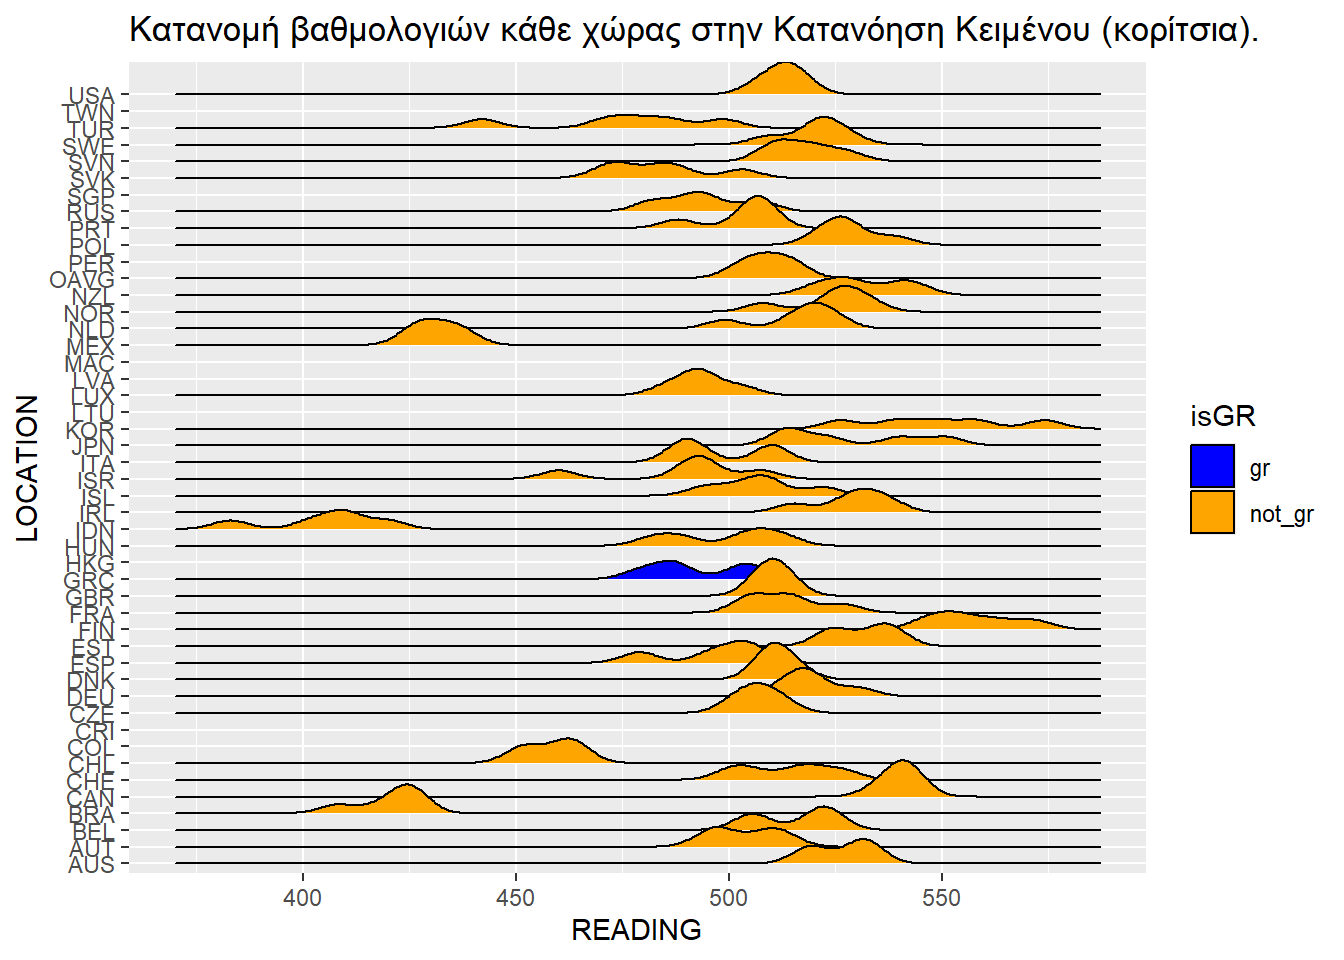 Κατανομή βαθμολογιών κάθε χώρας στην Κατανόηση Κειμένου (κορίτσια).
USA
TWN
TUR
SWE
SVN
SVK
SGP
RUS
PRT
POL
PER
OAVG
NZL
NOR
NLD
MEX
MAC
LVA
LUX
LTU
KOR
JPN
ITA
ISR
ISL
IRL
IDN
HUN
HKG
GRC
GBR
FRA
FIN
EST
ESP
DNK
DEU
CZE
CRI
COL
CHL
CHE
CAN
BRA
BEL
AUT
AUS
LOCATION
400 450 500 550
READING
isGR
gr
not_gr